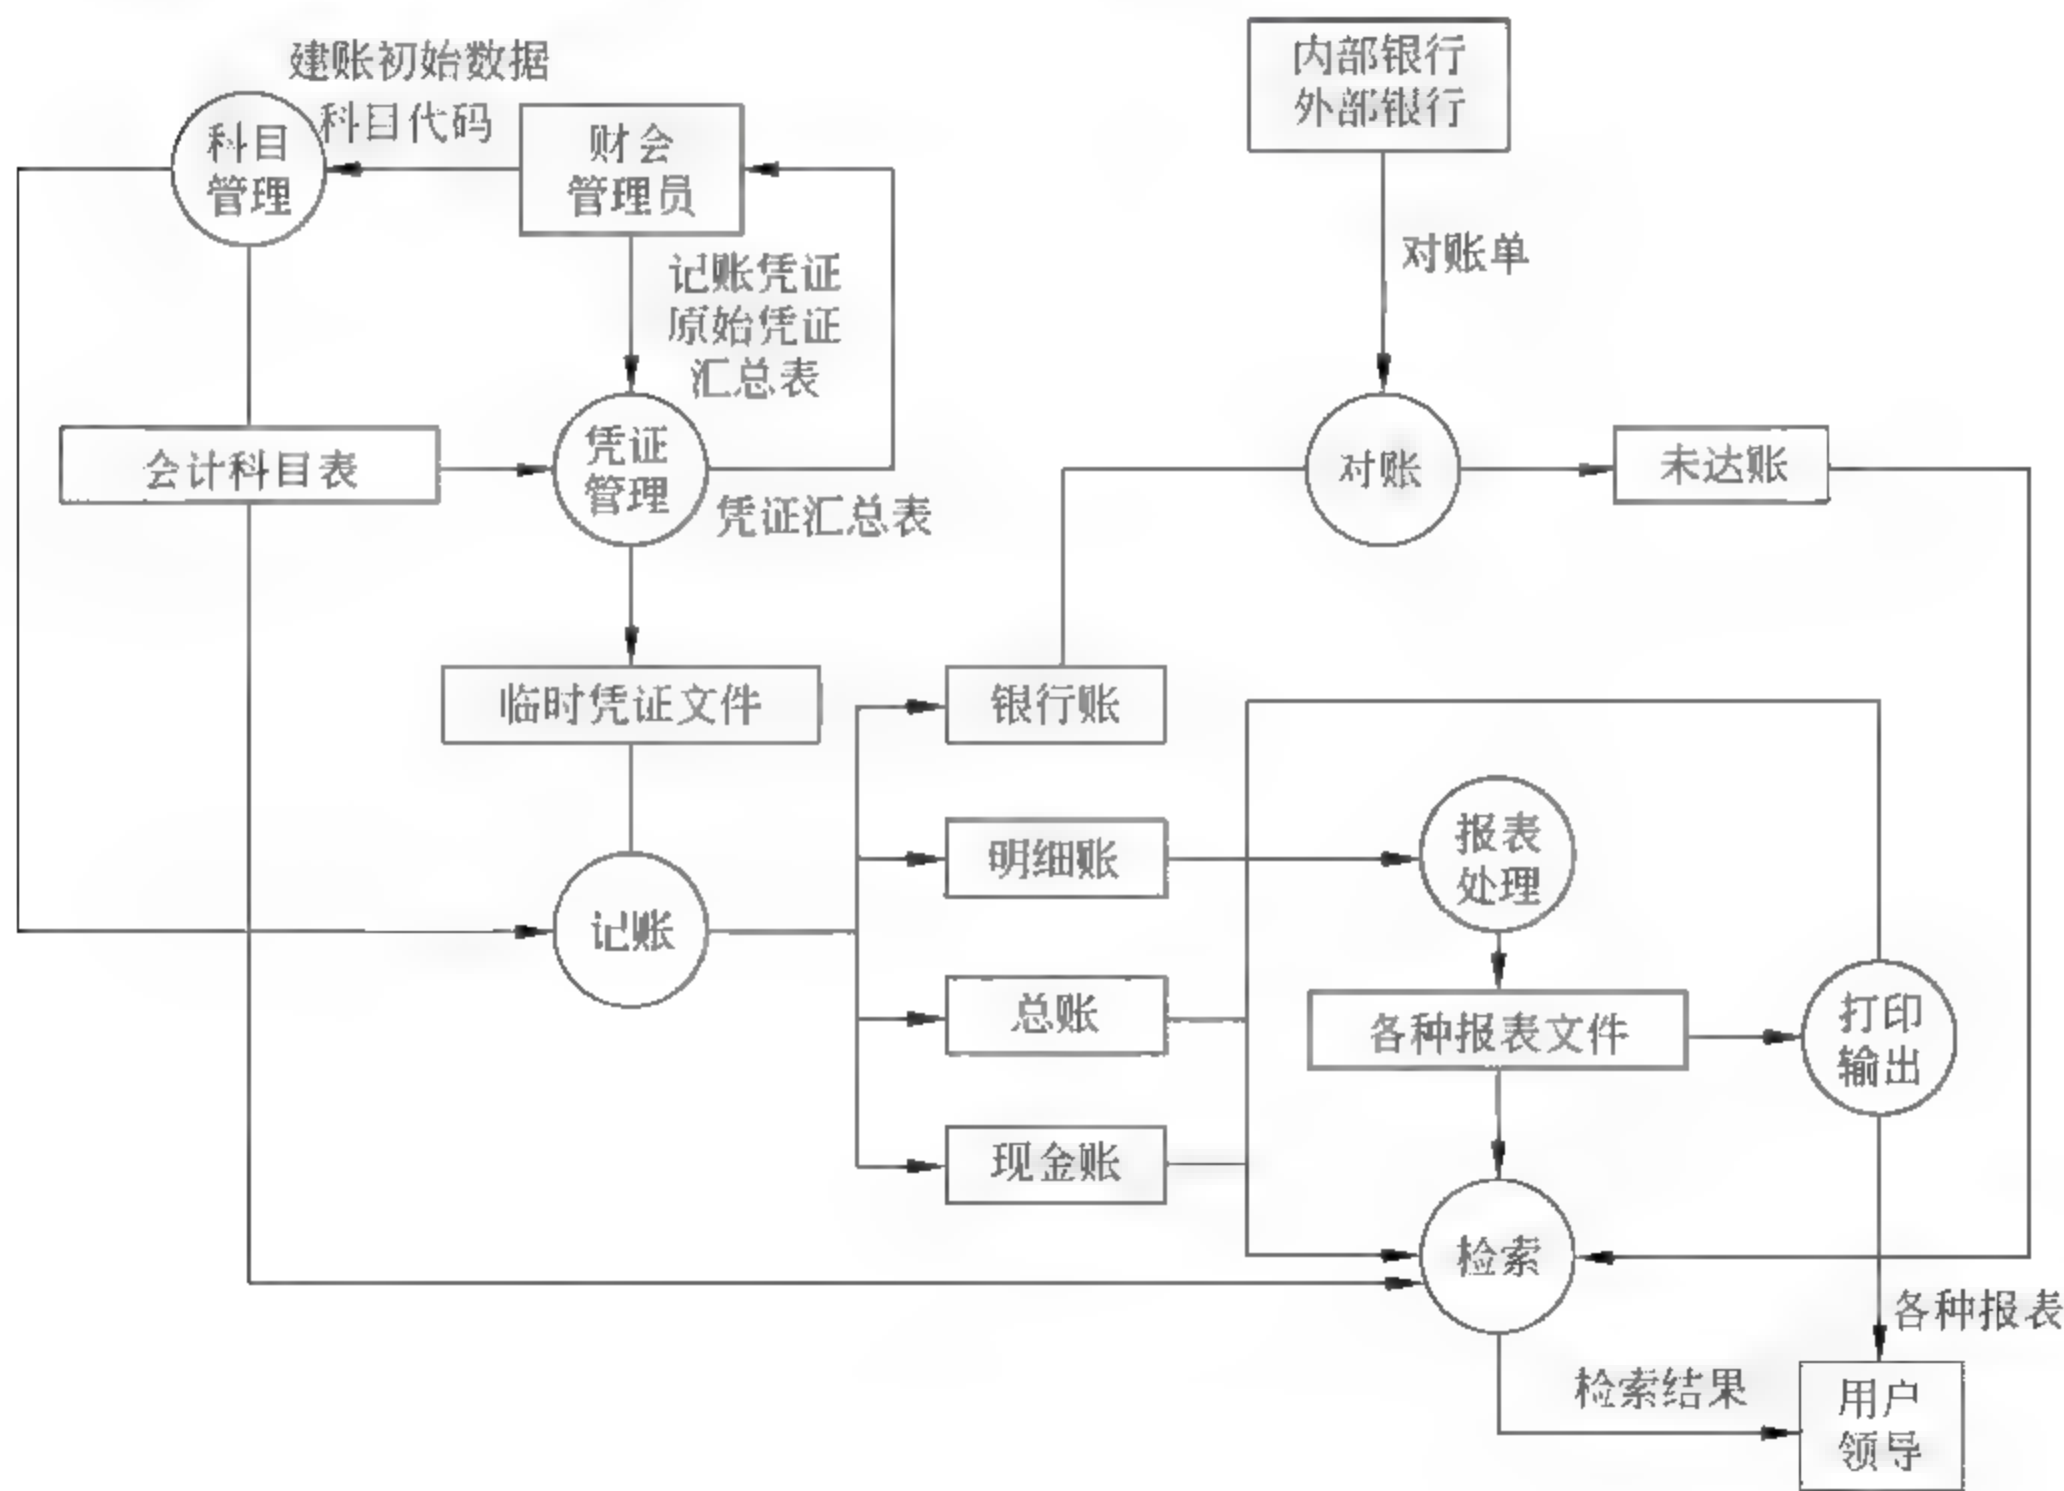 建账初始数据
科目代码
科目
管理
财会
管理员
内部银行
外部银行
记账凭证
原始凭证
汇总表
对账单
会计科目表
凭证
管理
凭证汇总表
对账
未达账
临时凭证文件
银行账
明细账
报表
处理
记账
总账
各种报表文件
打印
输出
现金账
检索
各种报表
检索结果
用户
领导